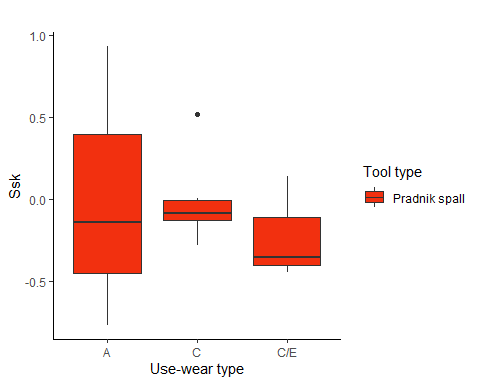 1.0
0.5
0.0
-0.5
Ssk
A
C
C/E
Use-wear type
Tool type
Pradnik spall